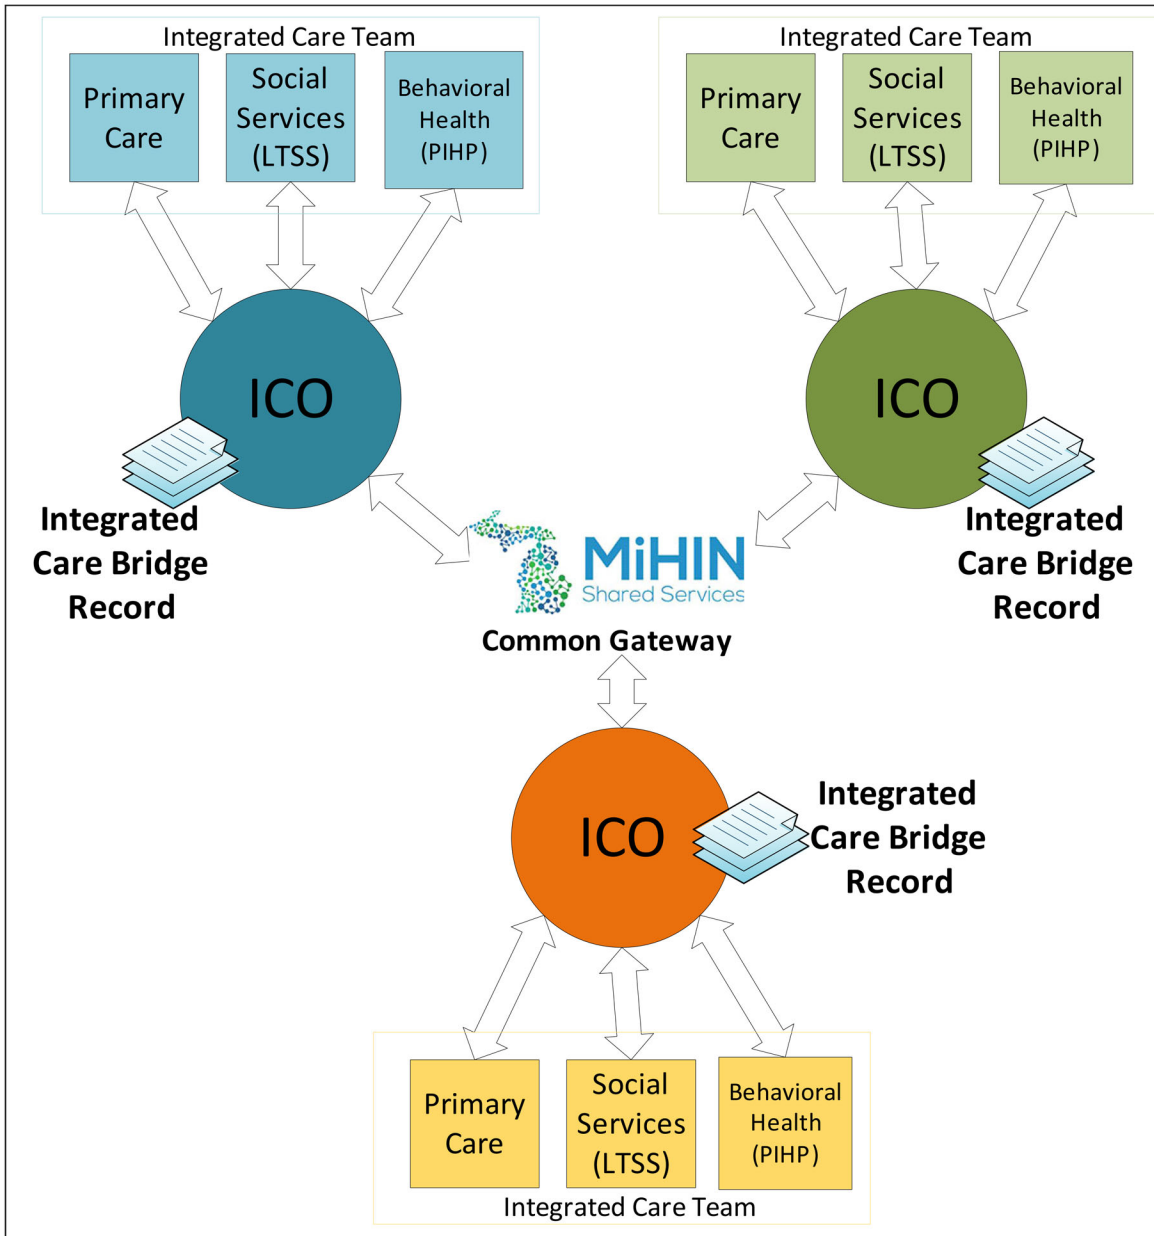 Integrated Care Team
Primary
Care
Social
Services
(LTSS)
Behavioral
Health
(PIHP)
ICO
Integrated
Care Bridge
Record
Integrated Care Team
Primary
Care
Social
Services
(LTSS)
Behavioral
Health
(PIHP)
ICO
Integrated
Care Bridge
Record
MiHIN
Shared Services
Common Gateway
ICO
Integrated
Care Bridge
Record
Primary
Care
Social
Services
(LTSS)
Behavioral
Health
(PIHP)
Integrated Care Team